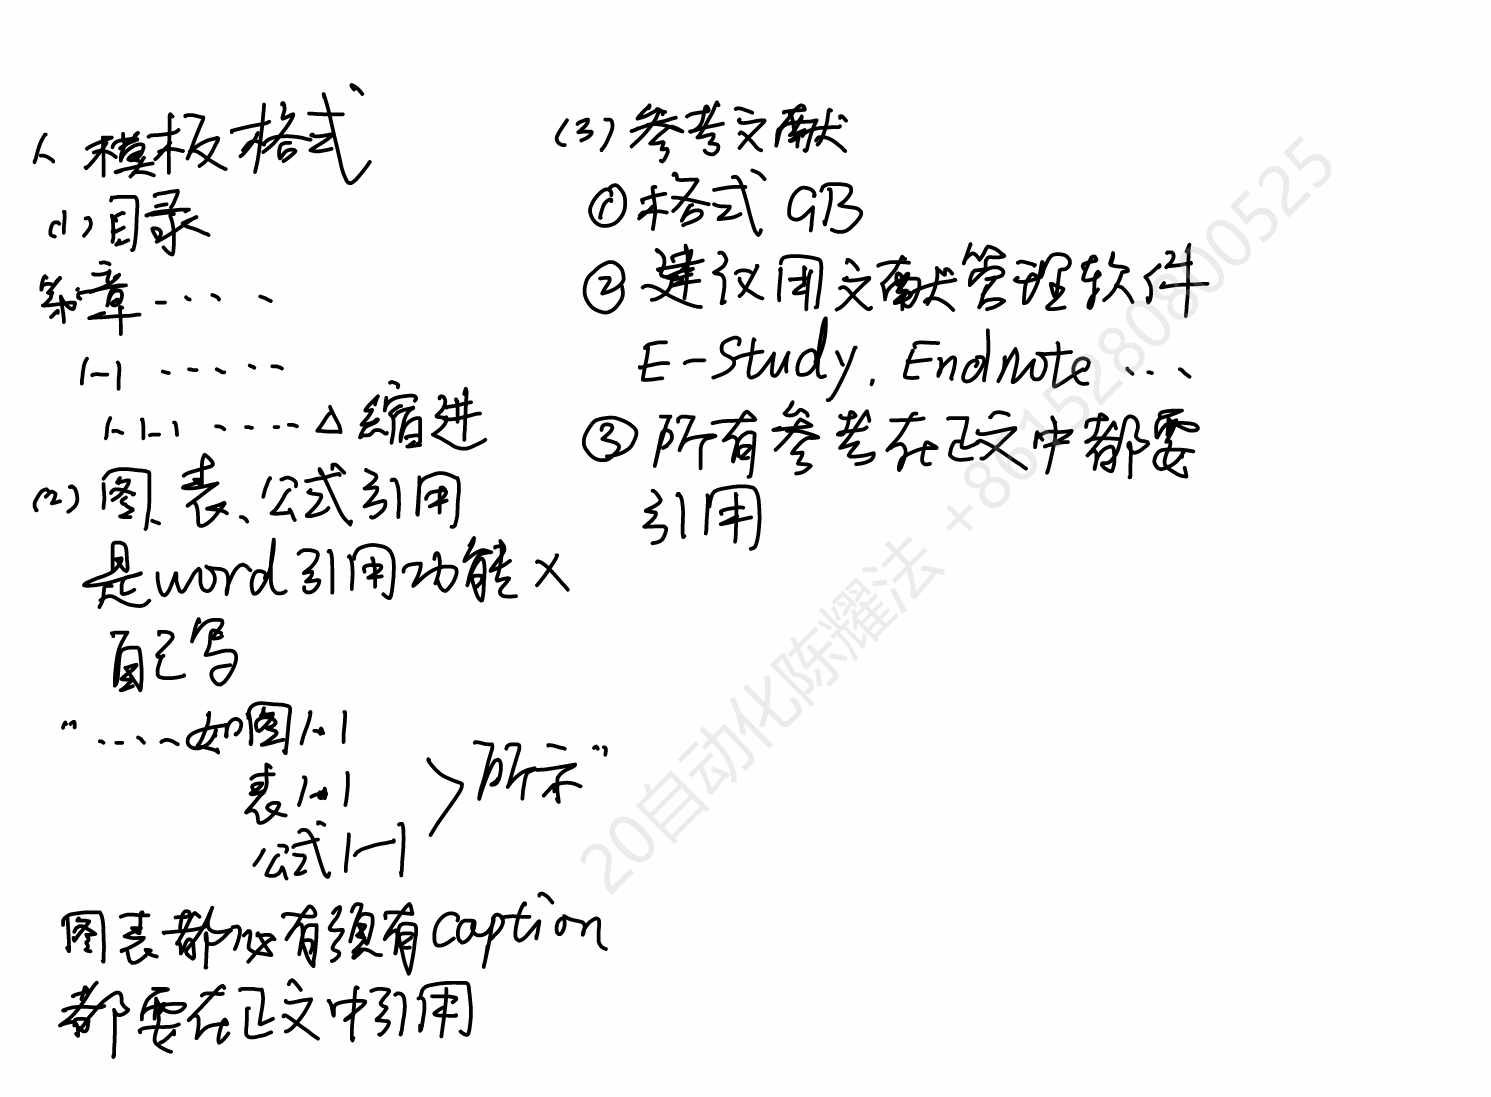 1、模板格式
(1) 目录
第一章 ....
1-1 ......
1-1-1 ..... △ 缩进
(2) 图、表、公式引用
是word引用功能 ×
自己写
"....如图1-1
表1-1
公式1-1
所示"
图表都必有须有caption
都要在正文中引用
(3) 参考文献
① 格式 GB
② 建议用文献管理软件
E-Study, Endnote ...
③ 所有参考在正文中都要
引用
20自动化陈耀法 +8615280800525